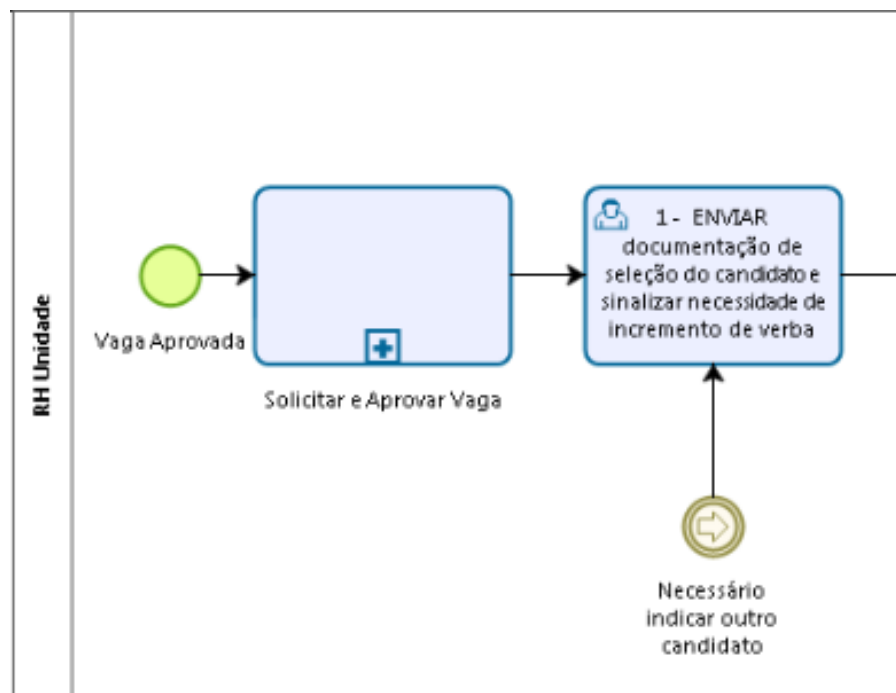 RH Unidade
Vaga Aprovada
Solicitar e Aprovar Vaga
1 - ENVIAR
documentação de
seleção do candidato e
sinalizar necessidade de
incremento de verba
Necessário
indicar outro
candidato